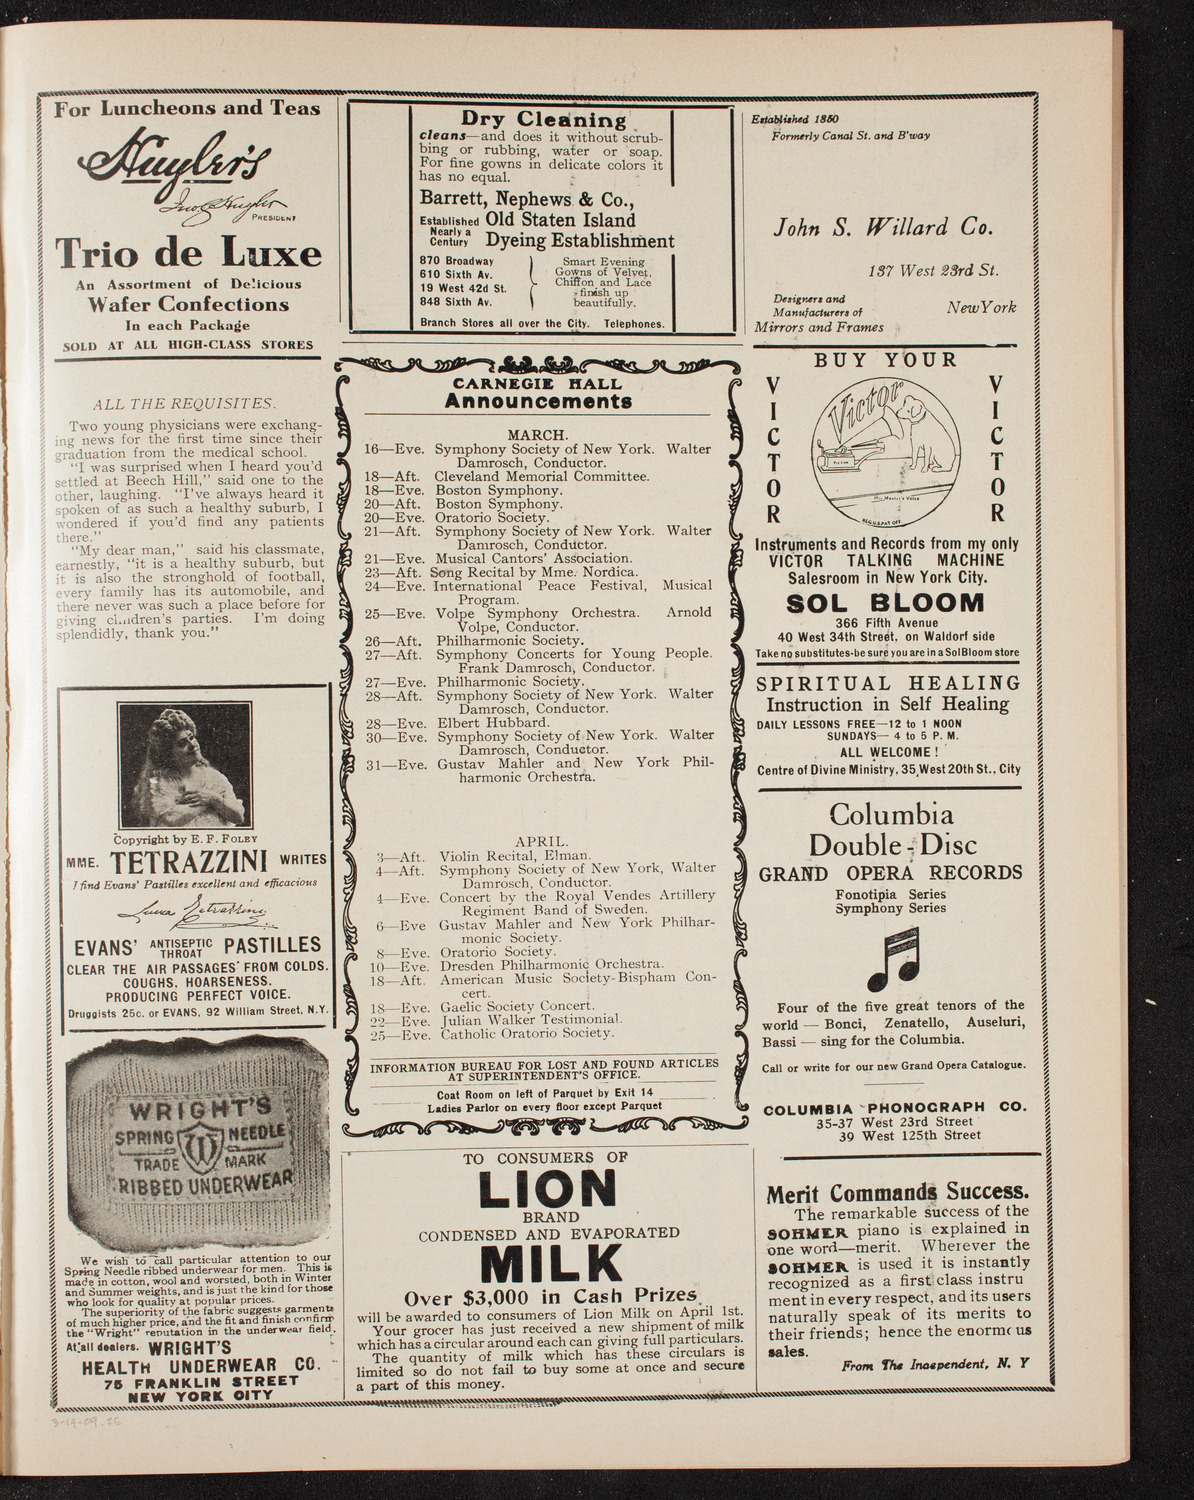 For Luncheons and Teas
Huyler's
Jno. S. Huyler
PRESIDENT
Trio de Luxe
An Assortment of Delicious
Wafer Confections
In each Package
SOLD AT ALL HIGH-CLASS STORES
ALL THE REQUISITES.
Two young physicians were exchang-
ing news for the first time since their
graduation from the medical school.
"I was surprised when I heard you'd
settled at Beech Hill," said one to the
other, laughing. "I've always heard it
spoken of as such a healthy suburb, I
wondered if you'd find any patients
there."
"My dear man," said his classmate,
earnestly, "it is a healthy suburb, but
it is also the stronghold of football,
every family has its automobile, and
there never was such a place before for
giving children's parties. I'm doing
splendidly, thank you."
Copyright by E. F. FOLEY
MME. TETRAZZINI WRITES
I find Evans' Pastilles excellent and efficacious
Luisa Tetrazzini
EVANS' ANTISEPTIC THROAT PASTILLES
CLEAR THE AIR PASSAGES FROM COLDS.
COUGHS, HOARSENESS.
PRODUCING PERFECT VOICE.
Druggists 25c. or EVANS, 92 William Street, N.Y.
WRIGHT'S
SPRING W NEEDLE
TRADE MARK
RIBBED UNDERWEAR
We wish to call particular attention to our
Spring Needle ribbed underwear for men. This is
made in cotton, wool and worsted, both in Winter
and Summer weights, and is just the kind for those
who look for quality at popular prices.
The superiority of the fabric suggests garments
of much higher price, and the fit and finish confirm
the "Wright" reputation in the underwear field.
At all dealers. WRIGHT'S
HEALTH UNDERWEAR CO.
75 FRANKLIN STREET
NEW YORK CITY
3-14-09.2E
Dry Cleaning
cleans—and does it without scrub-
bing or rubbing, water or soap.
For fine gowns in delicate colors it
has no equal.
Barrett, Nephews & Co.,
Established Nearly a Century
Old Staten Island
Dyeing Establishment
870 Broadway
610 Sixth Av.
19 West 42d St.
848 Sixth Av.
Smart Evening
Gowns of Velvet,
Chiffon and Lace
finish up
beautifully.
Branch Stores all over the City. Telephones.
CARNEGIE HALL
Announcements
MARCH.
16—Eve. Symphony Society of New York. Walter
Damrosch, Conductor.
18—Aft. Cleveland Memorial Committee.
18—Eve. Boston Symphony.
20—Aft. Boston Symphony.
20—Eve. Oratorio Society.
21—Aft. Symphony Society of New York. Walter
Damrosch, Conductor.
21—Eve. Musical Cantors' Association.
23—Aft. Song Recital by Mme. Nordica.
24—Eve. International Peace Festival, Musical
Program.
25—Eve. Volpe Symphony Orchestra. Arnold
Volpe, Conductor.
26—Aft. Philharmonic Society.
27—Aft. Symphony Concerts for Young People.
Frank Damrosch, Conductor.
27—Eve. Philharmonic Society.
28—Aft. Symphony Society of New York. Walter
Damrosch, Conductor.
28—Eve. Elbert Hubbard.
30—Eve. Symphony Society of New York. Walter
Damrosch, Conductor.
31—Eve. Gustav Mahler and New York Phil-
harmonic Orchestra.
APRIL.
3—Aft. Violin Recital, Elman.
4—Aft. Symphony Society of New York, Walter
Damrosch, Conductor.
4—Eve. Concert by the Royal Vendes Artillery
Regiment Band of Sweden.
6—Eve Gustav Mahler and New York Philhar-
monic Society.
8—Eve. Oratorio Society.
10—Eve. Dresden Philharmonic Orchestra.
18—Aft. American Music Society-Bispham Con-
cert.
18—Eve. Gaelic Society Concert.
22—Eve. Julian Walker Testimonial.
25—Eve. Catholic Oratorio Society.
INFORMATION BUREAU FOR LOST AND FOUND ARTICLES
AT SUPERINTENDENT'S OFFICE.
Coat Room on left of Parquet by Exit 14
Ladies Parlor on every floor except Parquet
TO CONSUMERS OF
LION
BRAND
CONDENSED AND EVAPORATED
MILK
Over $3,000 in Cash Prizes
will be awarded to consumers of Lion Milk on April 1st.
Your grocer has just received a new shipment of milk
which has a circular around each can giving full particulars.
The quantity of milk which has these circulars is
limited so do not fail to buy some at once and secure
a part of this money.
Established 1850
Formerly Canal St. and B'way
John S. Willard Co.
137 West 23rd St.
New York
Designers and
Manufacturers of
Mirrors and Frames
BUY YOUR
VICTOR
Victor
VICTOR
VICTOR
His Master's Voice
REG. U.S. PAT. OFF.
Instruments and Records from my only
VICTOR TALKING MACHINE
Salesroom in New York City.
SOL BLOOM
366 Fifth Avenue
40 West 34th Street, on Waldorf side
Take no substitutes-be sure you are in a Sol Bloom store
SPIRITUAL HEALING
Instruction in Self Healing
DAILY LESSONS FREE—12 to 1 NOON
SUNDAYS—4 to 5 P. M.
ALL WELCOME!
Centre of Divine Ministry, 35 West 20th St., City
Columbia
Double-Disc
GRAND OPERA RECORDS
Fonotipia Series
Symphony Series
Four of the five great tenors of the
world — Bonci, Zenatello, Auseluri,
Bassi — sing for the Columbia.
Call or write for our new Grand Opera Catalogue.
COLUMBIA PHONOGRAPH CO.
35-37 West 23rd Street
39 West 125th Street
Merit Commands Success.
The remarkable success of the
SOHMER piano is explained in
one word—merit. Wherever the
SOHMER is used it is instantly
recognized as a first class instru
ment in every respect, and its users
naturally speak of its merits to
their friends; hence the enormous
sales.
From The Independent, N. Y